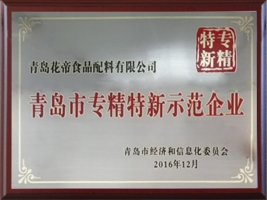 专精
特新
青岛花帝食品配料有限公司
青岛市专精特新示范企业
青岛市经济和信息化委员会
2016年12月